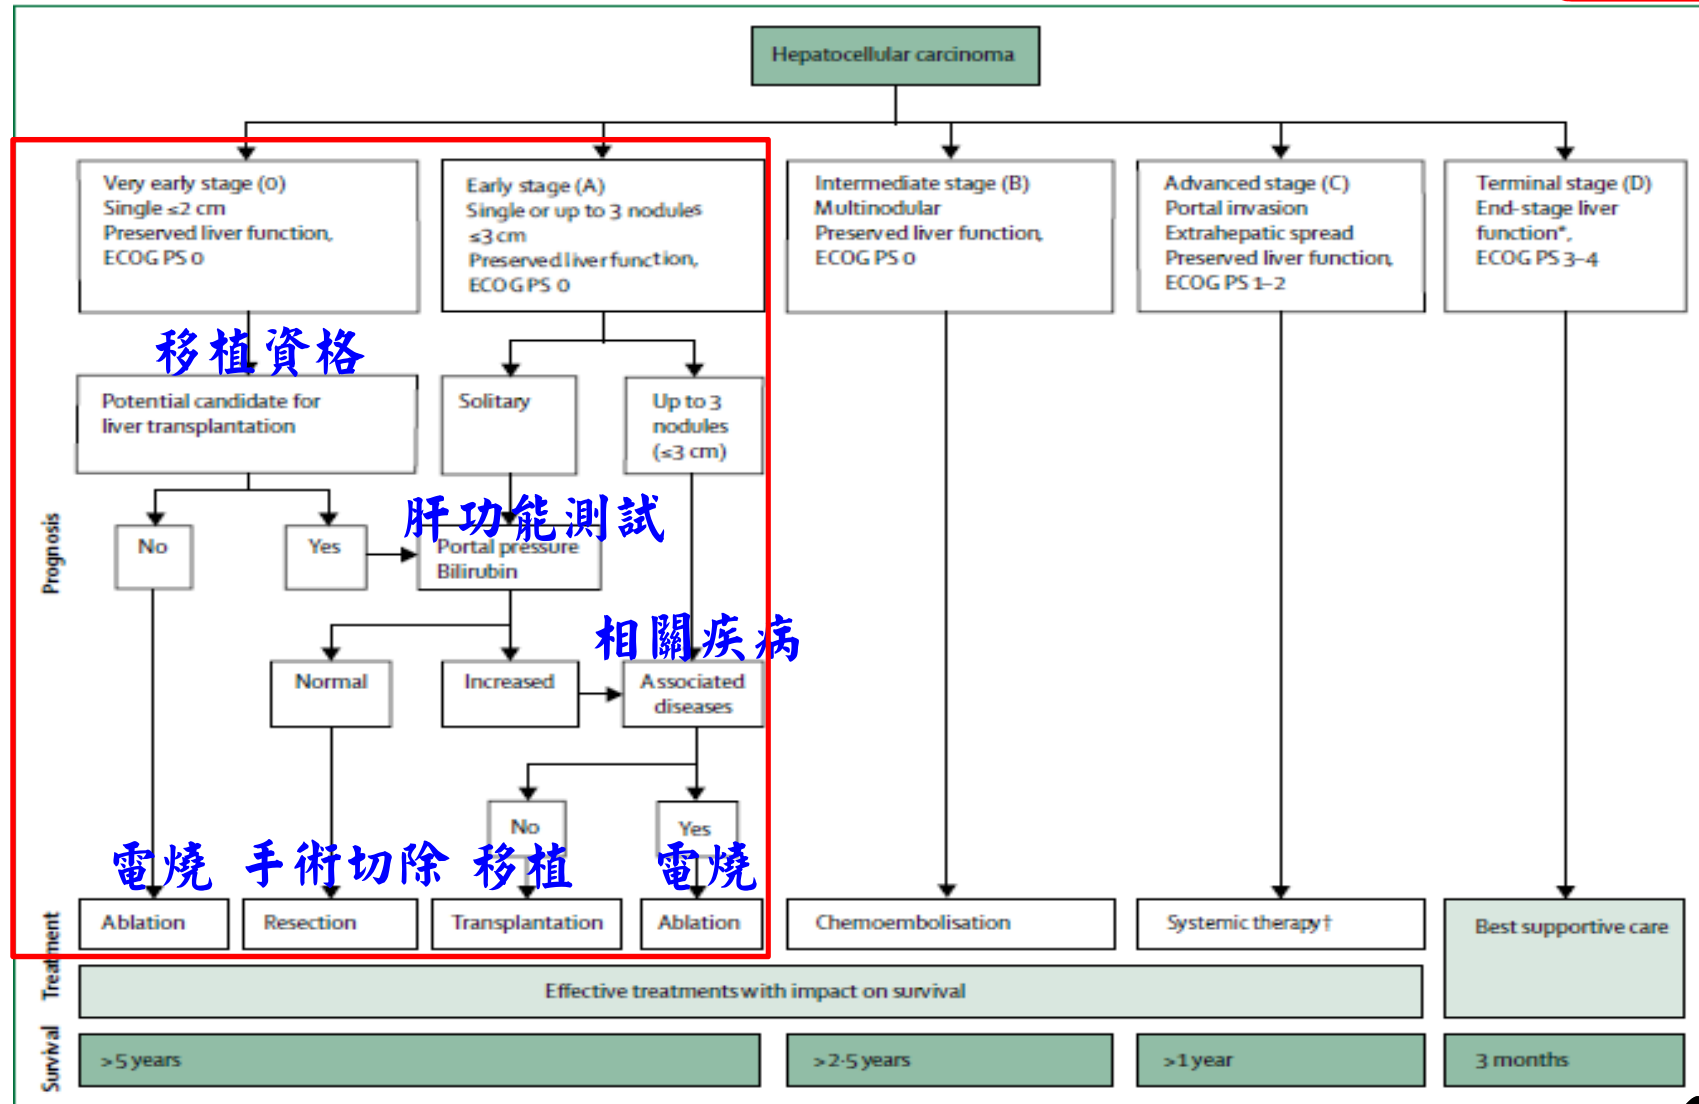 Hepatocellular carcinoma
Very early stage (0)
Single ≤2 cm
Preserved liver function,
ECOG PS 0
Early stage (A)
Single or up to 3 nodules
≤3 cm
Preserved liver function,
ECOG PS 0
Intermediate stage (B)
Multinodular
Preserved liver function,
ECOG PS 0
Advanced stage (C)
Portal invasion
Extrahepatic spread
Preserved liver function,
ECOG PS 1–2
Terminal stage (D)
End-stage liver
function*,
ECOG PS 3–4
移植資格
Potential candidate for
liver transplantation
Solitary
Up to 3
nodules
(≤3 cm)
肝功能測試
No
Yes
Portal pressure
Bilirubin
Prognosis
相關疾病
Normal
Increased
Associated
diseases
No
Yes
電燒
手術切除
移植
電燒
Ablation
Resection
Transplantation
Ablation
Chemoembolisation
Systemic therapy†
Best supportive care
Treatment
Effective treatments with impact on survival
Survival
>5 years
>2·5 years
>1 year
3 months